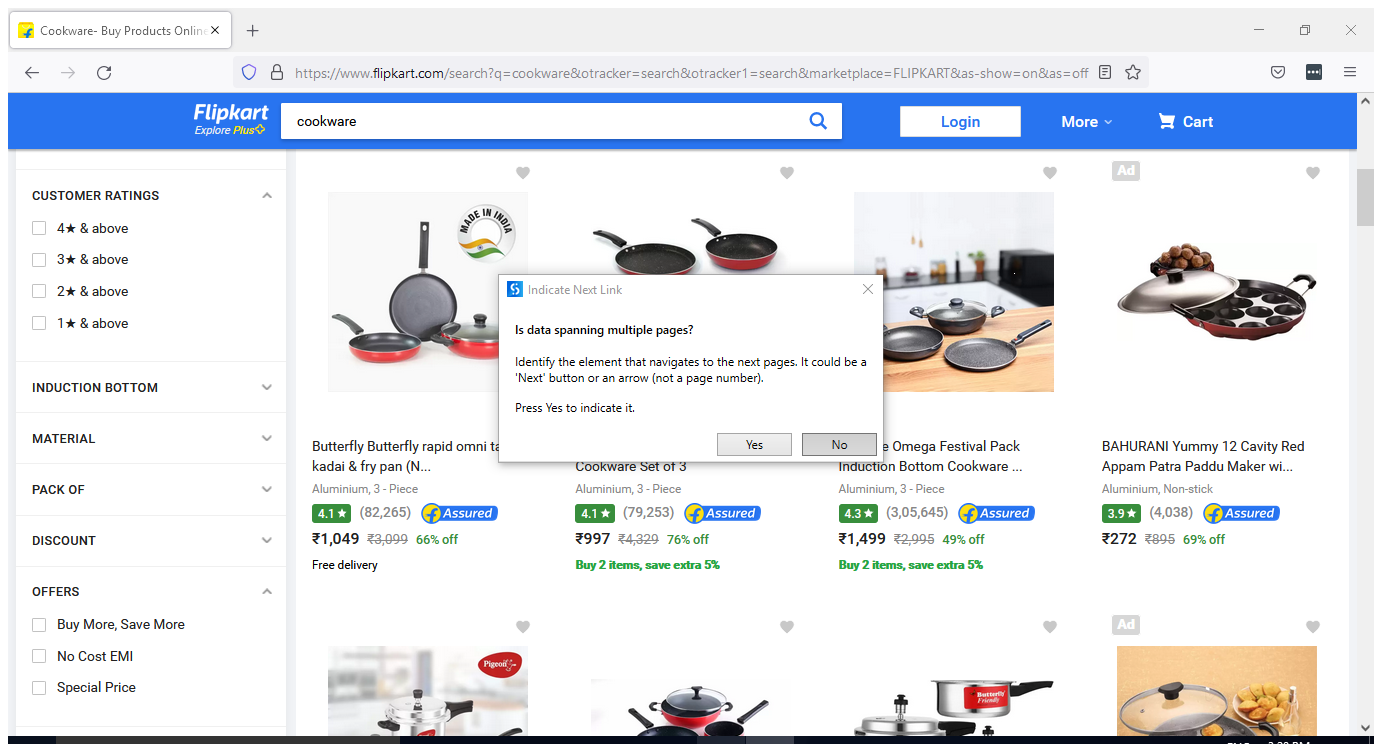 Cookware- Buy Products Online
https://www.flipkart.com/search?q=cookware&otracker=search&otracker1=search&marketplace=FLIPKART&as-show=on&as=off
Flipkart
Explore Plus
cookware
Login
More
Cart
CUSTOMER RATINGS
4★ & above
3★ & above
2★ & above
1★ & above
INDUCTION BOTTOM
MATERIAL
PACK OF
DISCOUNT
OFFERS
Buy More, Save More
No Cost EMI
Special Price
MADE IN INDIA
Ad
Indicate Next Link
Is data spanning multiple pages?
Identify the element that navigates to the next pages. It could be a
'Next' button or an arrow (not a page number).
Press Yes to indicate it.
Yes
No
Butterfly Butterfly rapid omni ta
kadai & fry pan (N...
Aluminium, 3 - Piece
4.1★ (82,265) Assured
₹1,049 ₹3,099 66% off
Free delivery
Cookware Set of 3
Aluminium, 3 - Piece
4.1★ (79,253) Assured
₹997 ₹4,329 76% off
Buy 2 items, save extra 5%
e Omega Festival Pack
Induction Bottom Cookware ...
Aluminium, 3 - Piece
4.3★ (3,05,645) Assured
₹1,499 ₹2,995 49% off
Buy 2 items, save extra 5%
BAHURANI Yummy 12 Cavity Red
Appam Patra Paddu Maker wi...
Aluminium, Non-stick
3.9★ (4,038) Assured
₹272 ₹895 69% off
Pigeon
Butterfly
Friendly
Ad